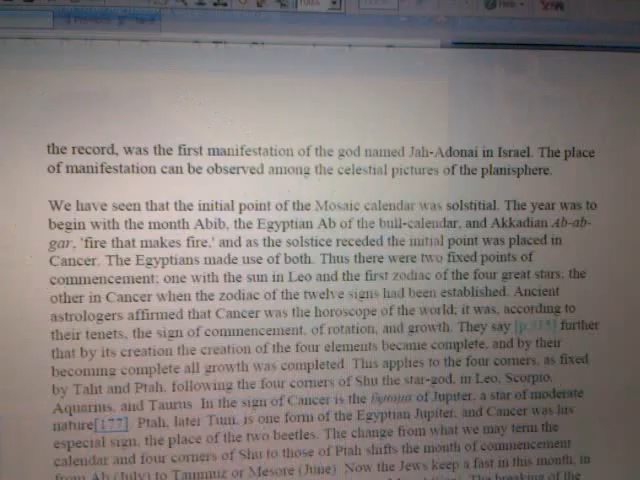 Help
the record, was the first manifestation of the god named Jah-Adonai in Israel. The place
of manifestation can be observed among the celestial pictures of the planisphere.
We have seen that the initial point of the Mosaic calendar was solstitial. The year was to
begin with the month Abib, the Egyptian Ab of the bull-calendar, and Akkadian Ab-ab-
gar, 'fire that makes fire,' and as the solstice receded the initial point was placed in
Cancer. The Egyptians made use of both. Thus there were two fixed points of
commencement; one with the sun in Leo and the first zodiac of the four great stars; the
other in Cancer when the zodiac of the twelve signs had been established. Ancient
astrologers affirmed that Cancer was the horoscope of the world; it was, according to
their tenets, the sign of commencement, of rotation, and growth. They say further
that by its creation the creation of the four elements became complete, and by their
becoming complete all growth was completed. This applies to the four corners, as fixed
by Taht and Ptah, following the four corners of Shu the star-god, in Leo, Scorpio,
Aquarius, and Taurus. In the sign of Cancer is the of Jupiter, a star of moderate
nature[177]. Ptah, later Tum, is one form of the Egyptian Jupiter, and Cancer was his
especial sign, the place of the two beetles. The change from what we may term the
calendar and four corners of Shu to those of Ptah shifts the month of commencement
from Ab (July) to Tammuz or Mesore (June). Now the Jews keep a fast in this month, in
The breaking of the